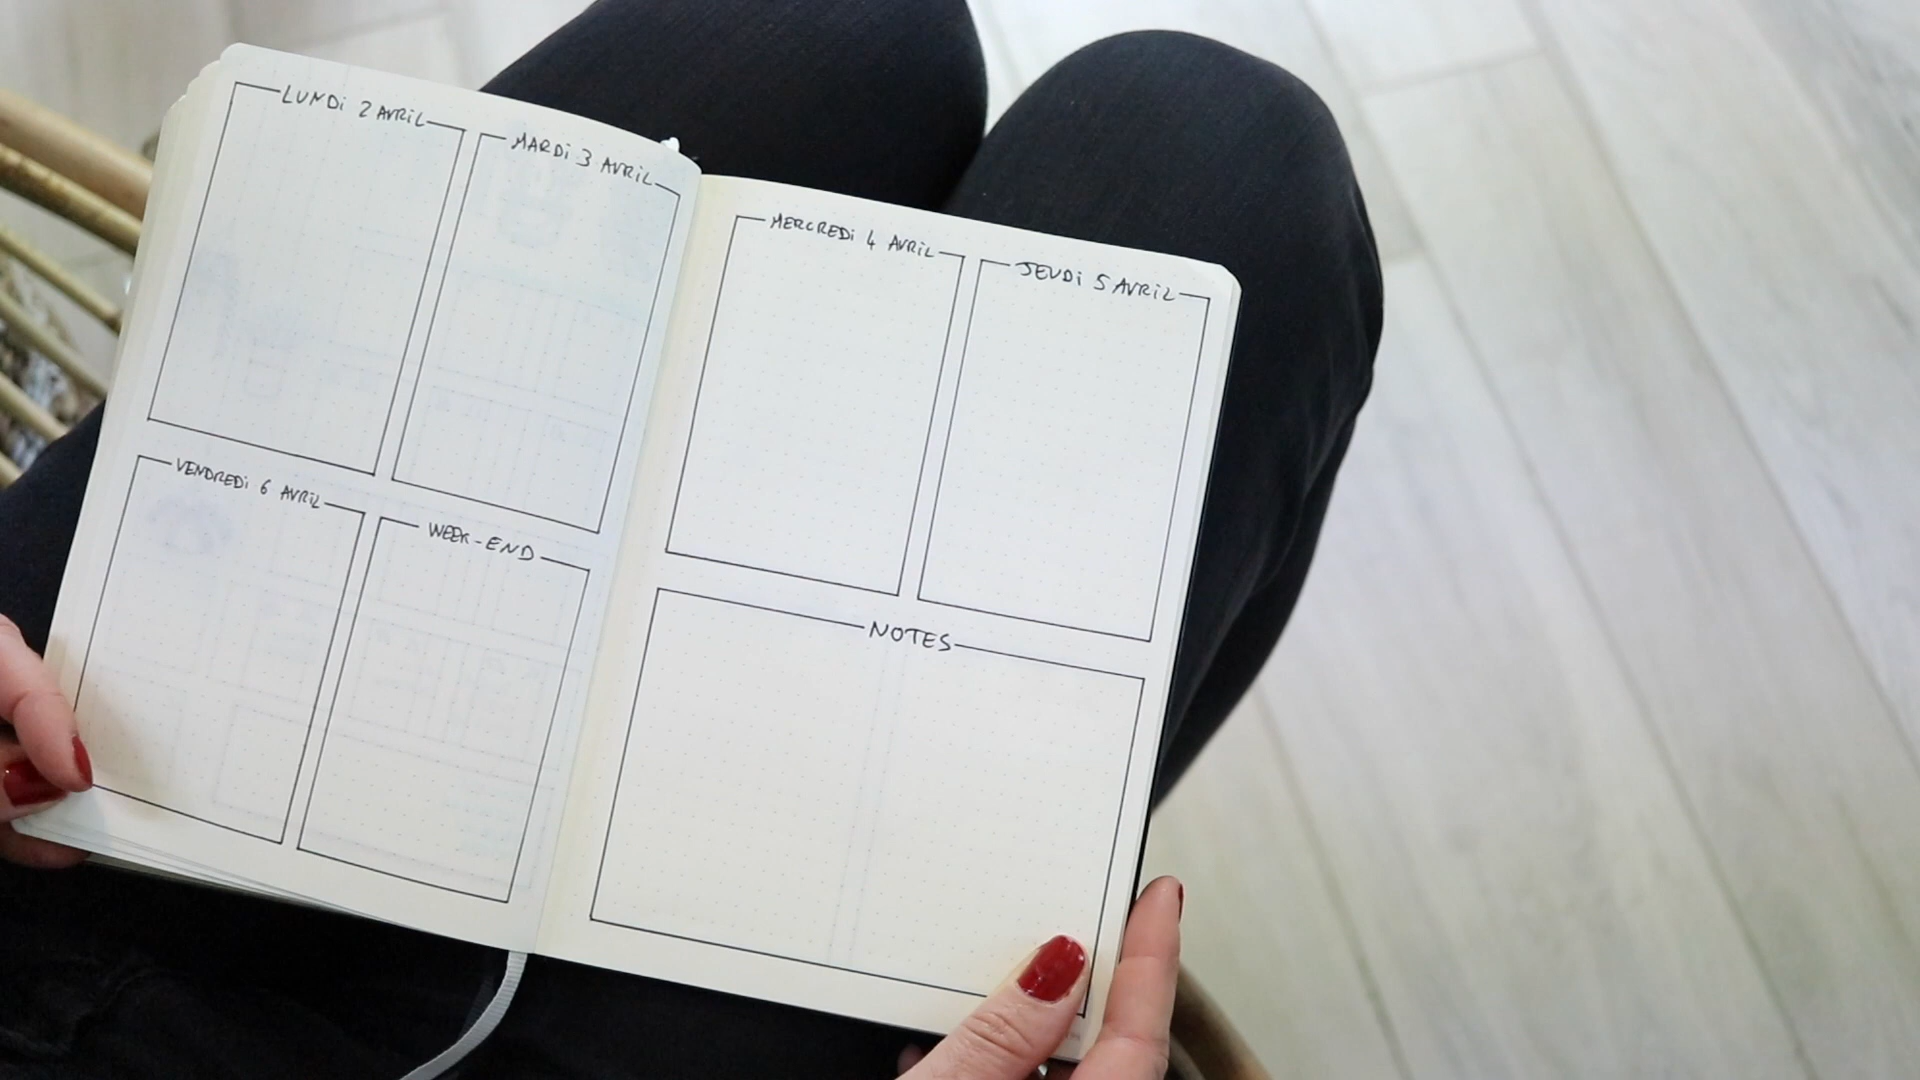 LUNDi 2 AVRiL
MARDi 3 AVRiL
VENDREDi 6 AVRiL
WEEK-END
MERCREDi 4 AVRiL
JEUDi 5 AVRiL
NOTES